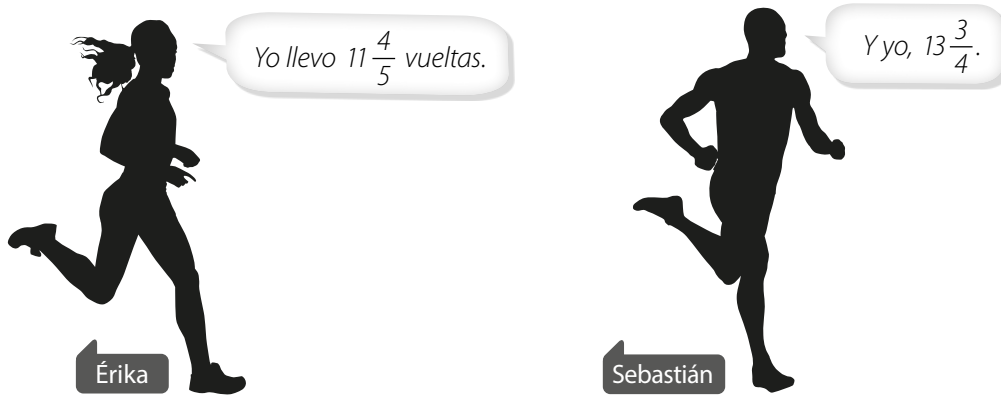 Yo llevo 11 4/5 vueltas.
Y yo, 13 3/4.
Érika
Sebastián